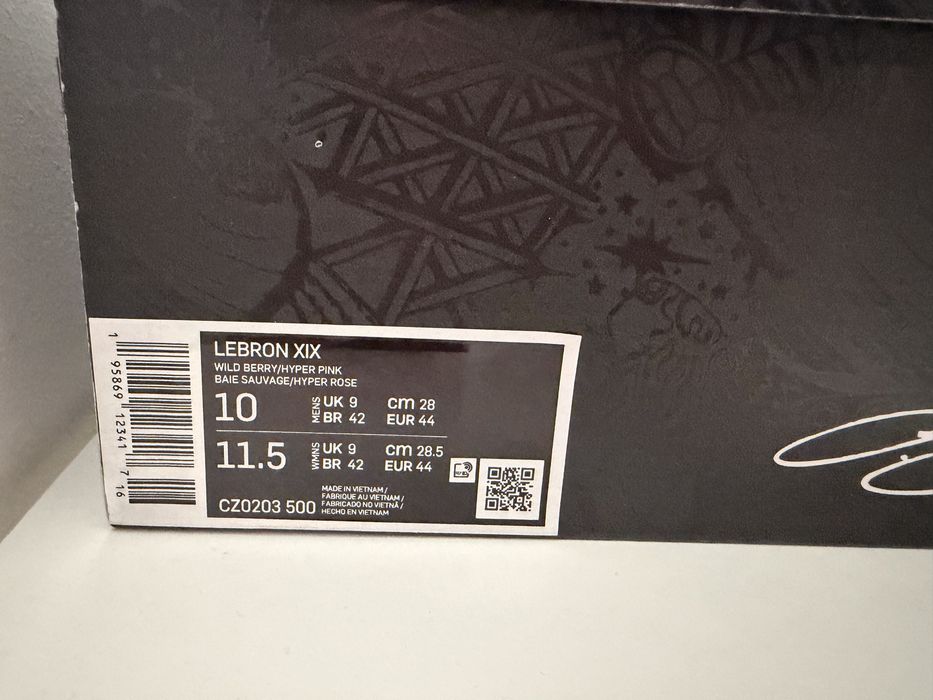 LEBRON XIX
WILD BERRY/HYPER PINK
BAIE SAUVAGE/HYPER ROSE
10 MENS UK 9 cm 28
BR 42 EUR 44
11.5 WMNS UK 9 cm 28.5
BR 42 EUR 44
CZ0203 500
MADE IN VIETNAM /
FABRIQUE AU VIETNAM /
FABRICADO NO VIETNÃ /
HECHO EN VIETNAM
1 95869 12341 7 16